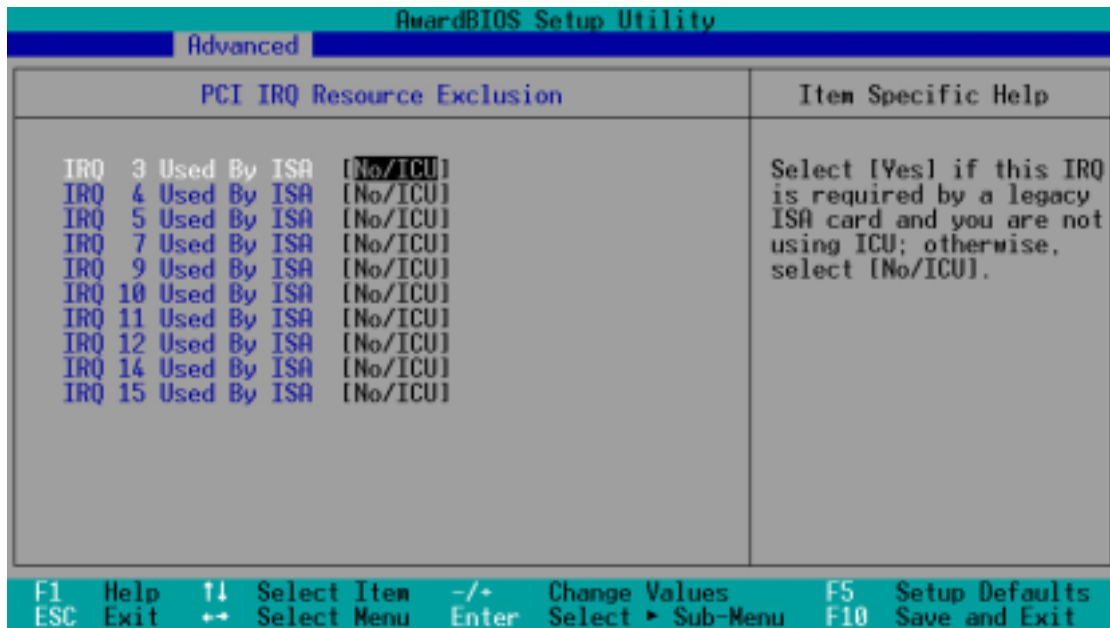 AwardBIOS Setup Utility
Advanced
PCI IRQ Resource Exclusion
IRQ 3 Used By ISA [No/ICU]
IRQ 4 Used By ISA [No/ICU]
IRQ 5 Used By ISA [No/ICU]
IRQ 7 Used By ISA [No/ICU]
IRQ 9 Used By ISA [No/ICU]
IRQ 10 Used By ISA [No/ICU]
IRQ 11 Used By ISA [No/ICU]
IRQ 12 Used By ISA [No/ICU]
IRQ 14 Used By ISA [No/ICU]
IRQ 15 Used By ISA [No/ICU]
Item Specific Help
Select [Yes] if this IRQ
is required by a legacy
ISA card and you are not
using ICU; otherwise,
select [No/ICU].
F1 Help ↑↓ Select Item -/+ Change Values F5 Setup Defaults
ESC Exit ←→ Select Menu Enter Select ► Sub-Menu F10 Save and Exit